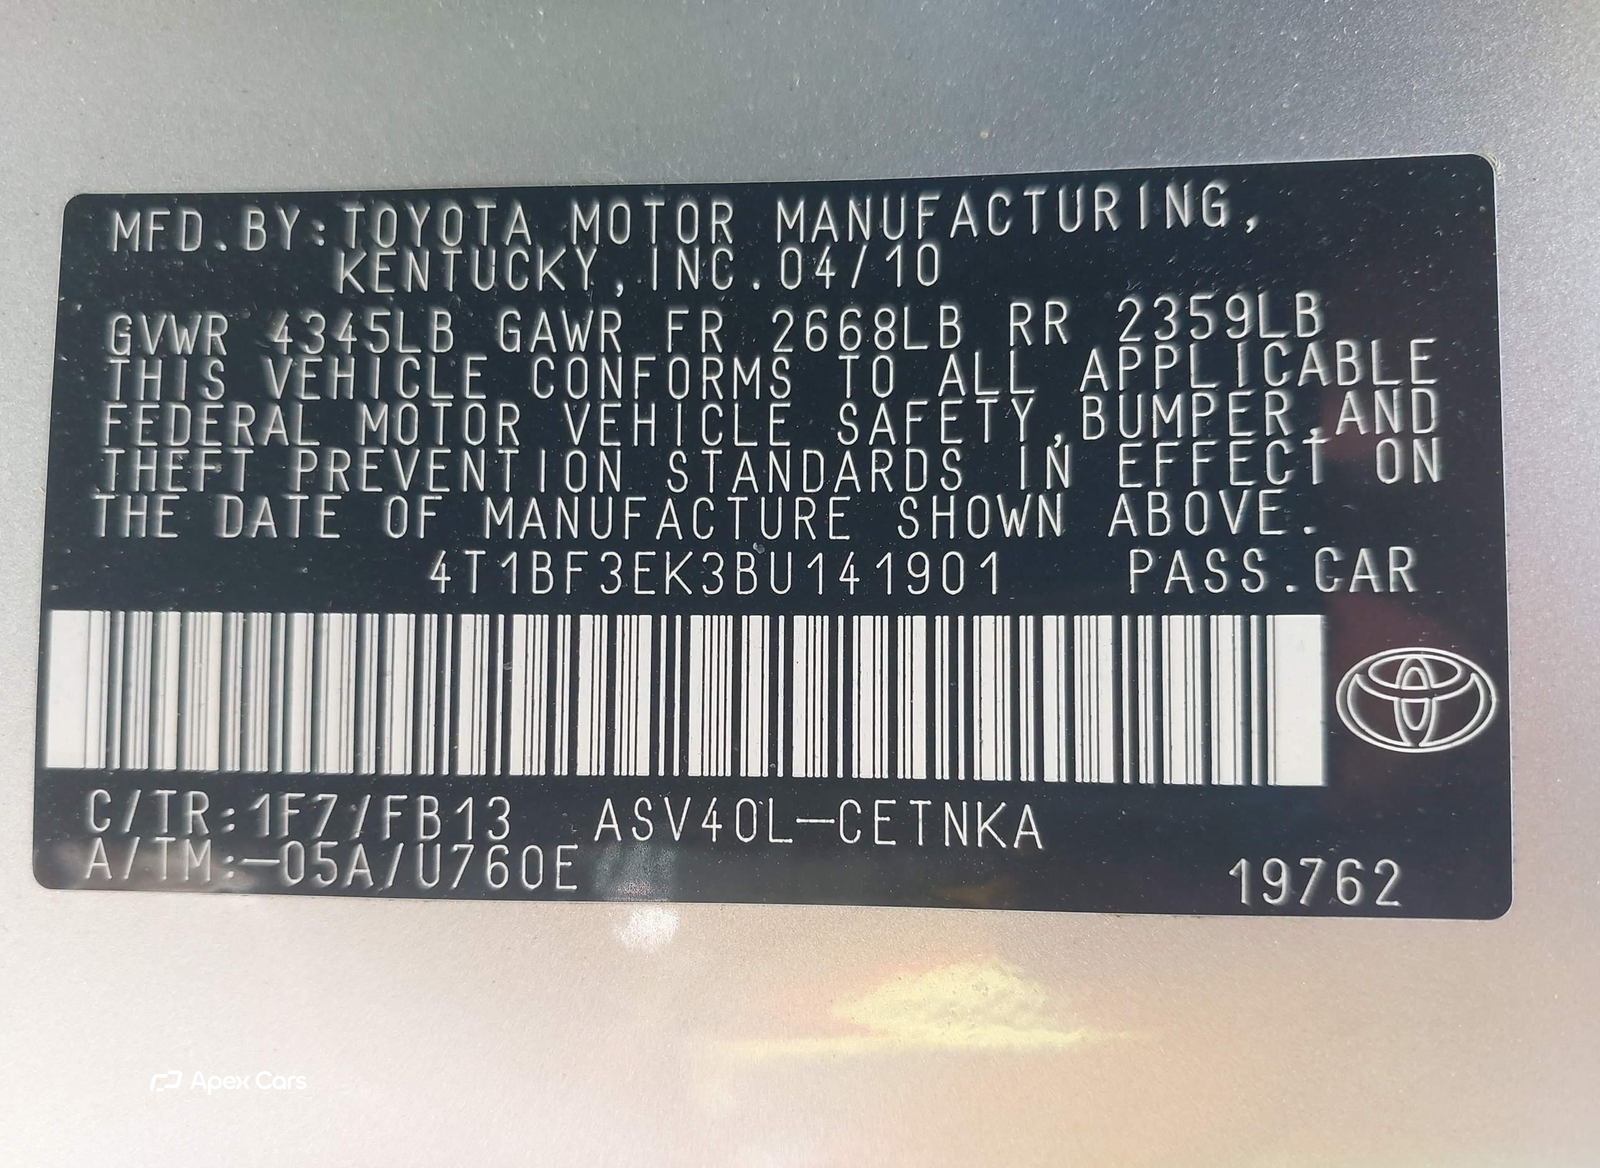 MFD.BY:TOYOTA MOTOR MANUFACTURING,
KENTUCKY,INC.04/10
GVWR 4345LB GAWR FR 2668LB RR 2359LB
THIS VEHICLE CONFORMS TO ALL APPLICABLE
FEDERAL MOTOR VEHICLE SAFETY,BUMPER,AND
THEFT PREVENTION STANDARDS IN EFFECT ON
THE DATE OF MANUFACTURE SHOWN ABOVE.
4T1BF3EK3BU141901 PASS.CAR
C/TR:1F7/FB13 ASV40L-CETNKA
A/TM:-05A/U760E
19762
Apex Cars